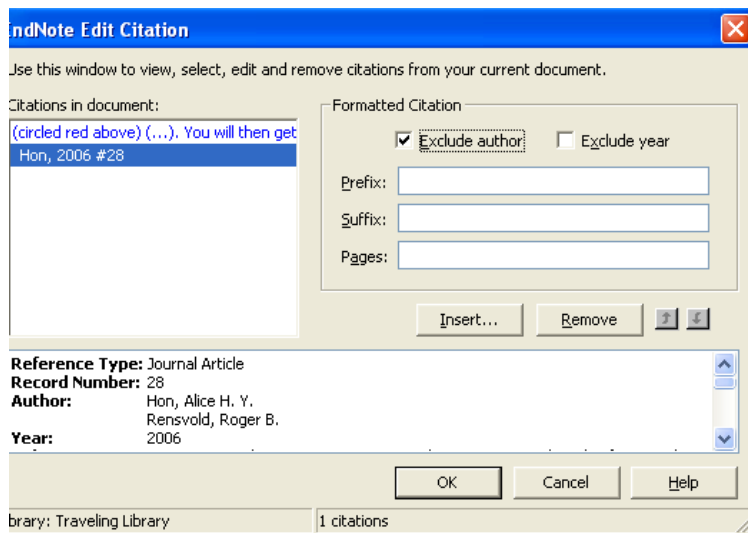 EndNote Edit Citation
Use this window to view, select, edit and remove citations from your current document.
Citations in document:
(circled red above) (...). You will then get
Hon, 2006 #28
Formatted Citation
Exclude author
Exclude year
Prefix:
Suffix:
Pages:
Insert...
Remove
Reference Type: Journal Article
Record Number: 28
Author: Hon, Alice H. Y.
Rensvold, Roger B.
Year: 2006
OK
Cancel
Help
brary: Traveling Library
1 citations